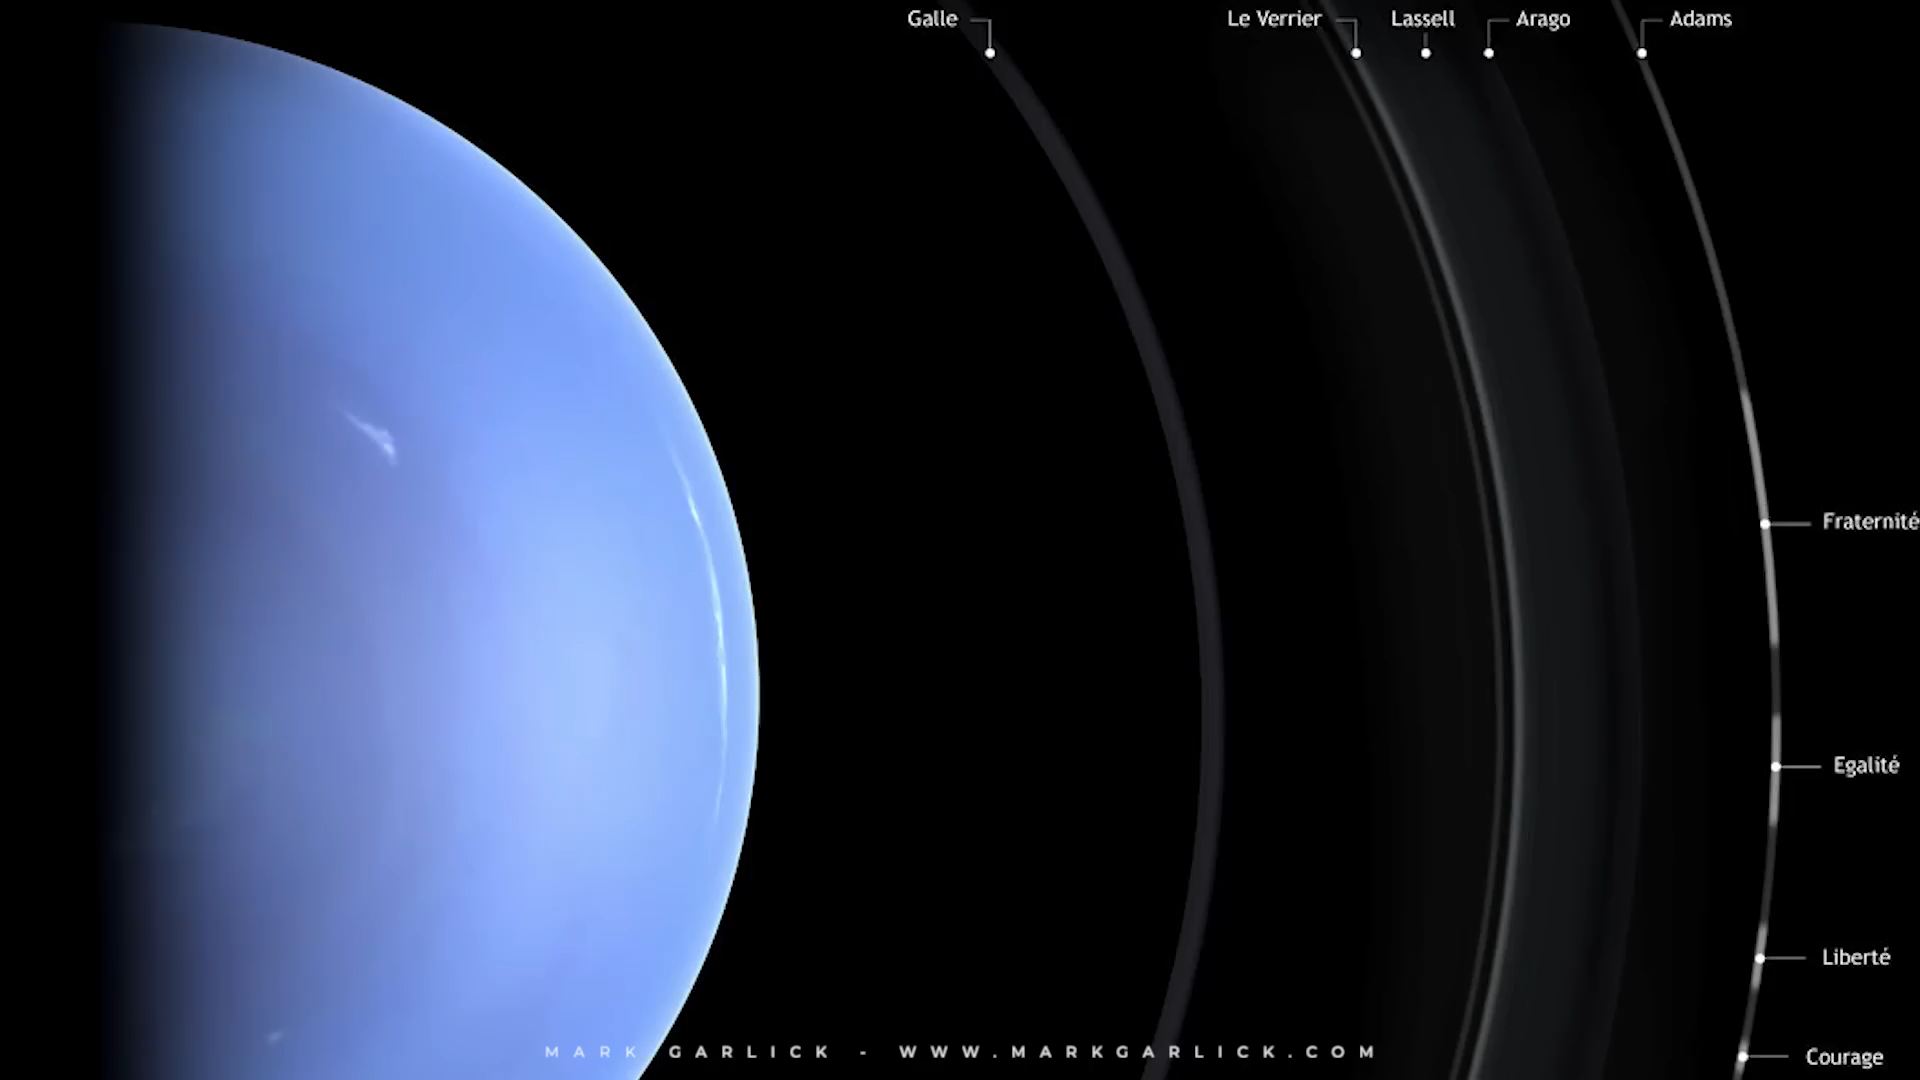 Galle
Le Verrier
Lassell
Arago
Adams
Fraternité
Egalité
Liberté
Courage
MARK GARLICK - WWW.MARKGARLICK.COM